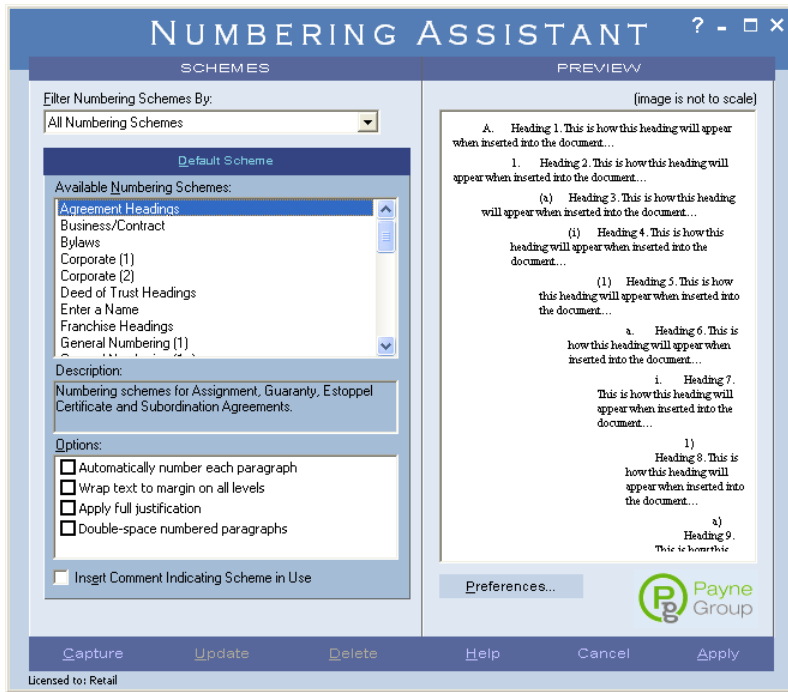 NUMBERING ASSISTANT
? -
SCHEMES
PREVIEW
Filter Numbering Schemes By:
All Numbering Schemes
Default Scheme
Available Numbering Schemes:
Agreement Headings
Business/Contract
Bylaws
Corporate (1)
Corporate (2)
Deed of Trust Headings
Enter a Name
Franchise Headings
General Numbering (1)
Description:
Numbering schemes for Assignment, Guaranty, Estoppel
Certificate and Subordination Agreements.
Options:
Automatically number each paragraph
Wrap text to margin on all levels
Apply full justification
Double-space numbered paragraphs
Insert Comment Indicating Scheme in Use
(image is not to scale)
A. Heading 1. This is how this heading will appear
when inserted into the document...
1. Heading 2. This is how this heading will
appear when inserted into the document...
(a) Heading 3. This is how this heading
will appear when inserted into the document...
(i) Heading 4. This is how this
heading will appear when inserted into the
document...
(1) Heading 5. This is how
this heading will appear when inserted into
the document...
a. Heading 6. This is
how this heading will appear when
inserted into the document...
i. Heading 7.
This is how this heading will
appear when inserted into the
document...
1)
Heading 8. This is
how this heading will
appear when inserted into
the document...
a)
Heading 9.
This is how this
Preferences...
Pg
Payne
Group
Capture
Update
Delete
Help
Cancel
Apply
Licensed to: Retail